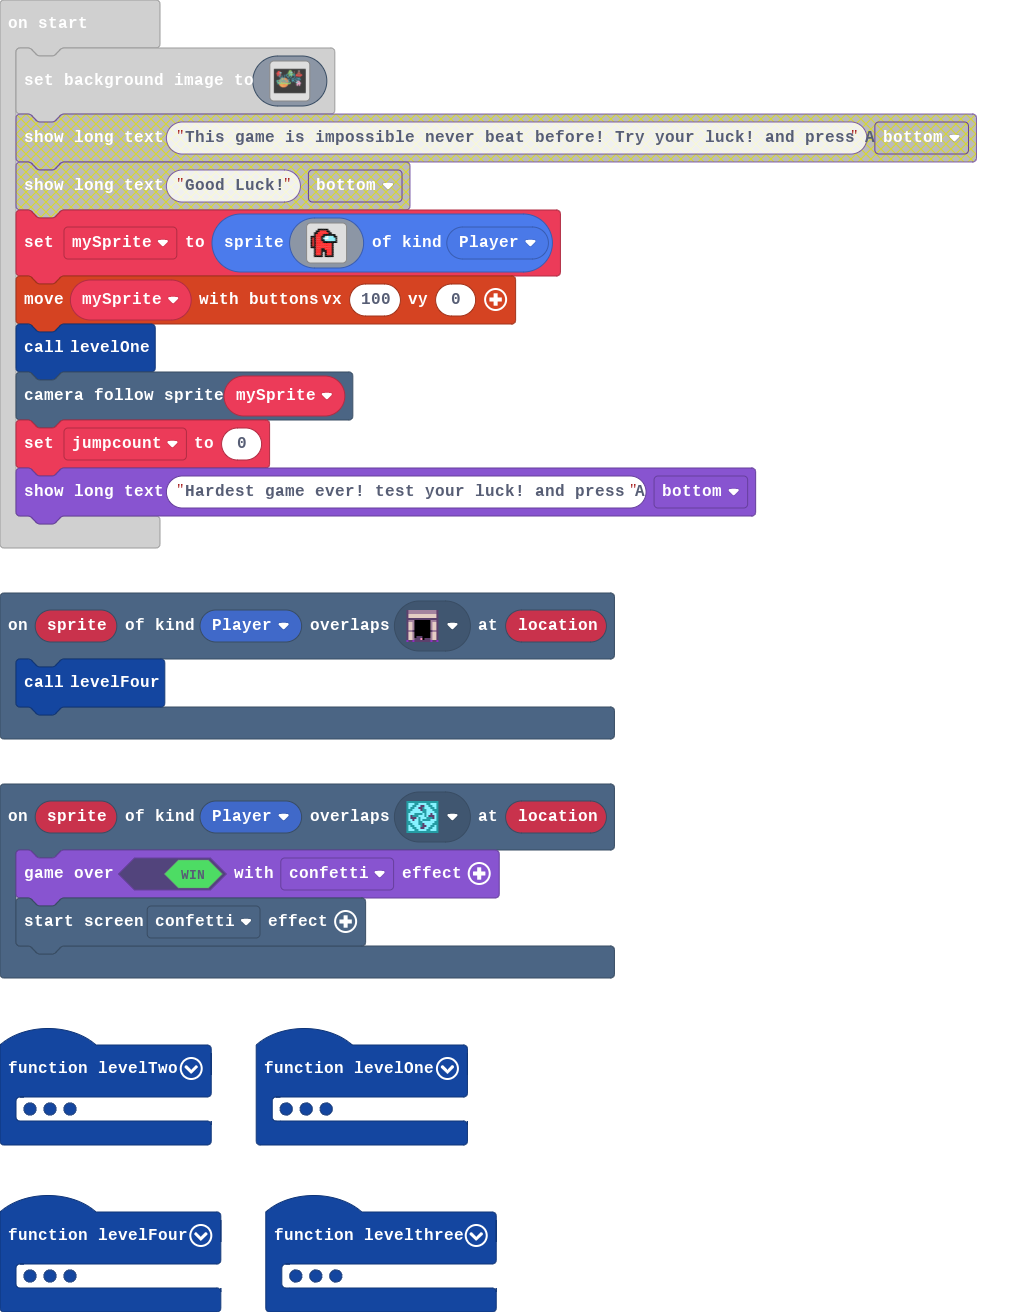 on start
set background image to
show long text "This game is impossible never beat before! Try your luck! and press A" bottom
show long text "Good Luck!" bottom
set mySprite to sprite of kind Player
move mySprite with buttons vx 100 vy 0
call levelOne
camera follow sprite mySprite
set jumpcount to 0
show long text "Hardest game ever! test your luck! and press A" bottom
on sprite of kind Player overlaps at location
call levelFour
on sprite of kind Player overlaps at location
game over WIN with confetti effect
start screen confetti effect
function levelTwo
function levelOne
function levelFour
function levelthree